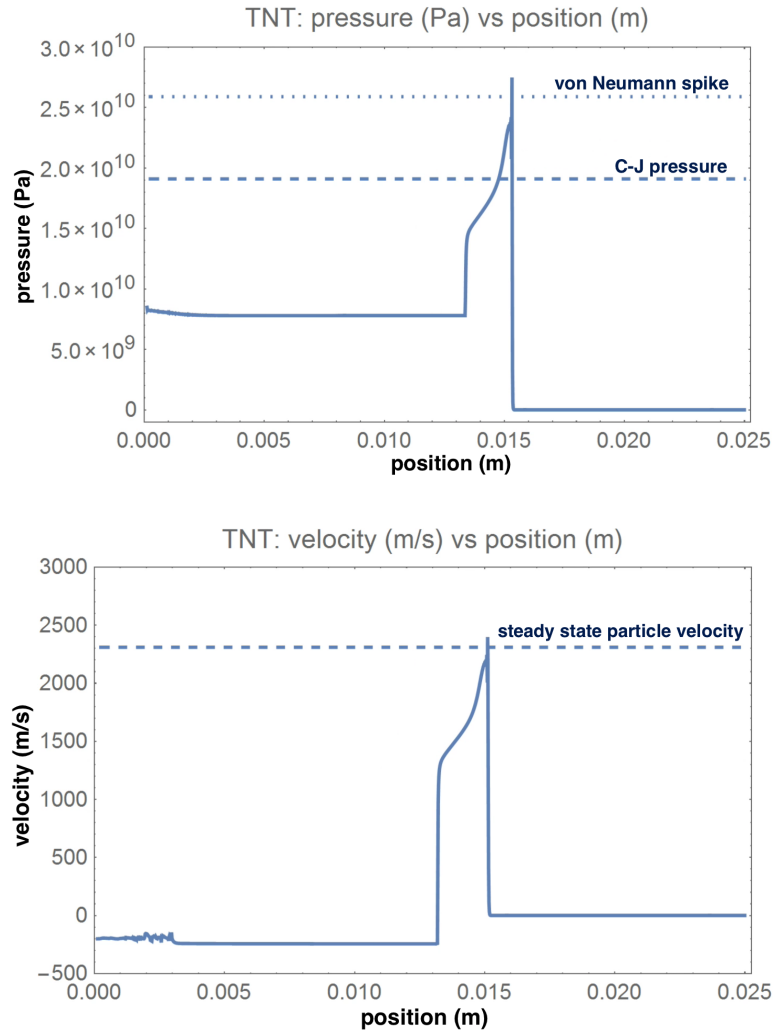 TNT: pressure (Pa) vs position (m)
3.0 × 10¹⁰
2.5 × 10¹⁰
2.0 × 10¹⁰
1.5 × 10¹⁰
1.0 × 10¹⁰
5.0 × 10⁹
0
pressure (Pa)
von Neumann spike
C-J pressure
0.000 0.005 0.010 0.015 0.020 0.025
position (m)
TNT: velocity (m/s) vs position (m)
3000
2500
2000
1500
1000
500
0
−500
velocity (m/s)
steady state particle velocity
0.000 0.005 0.010 0.015 0.020 0.025
position (m)